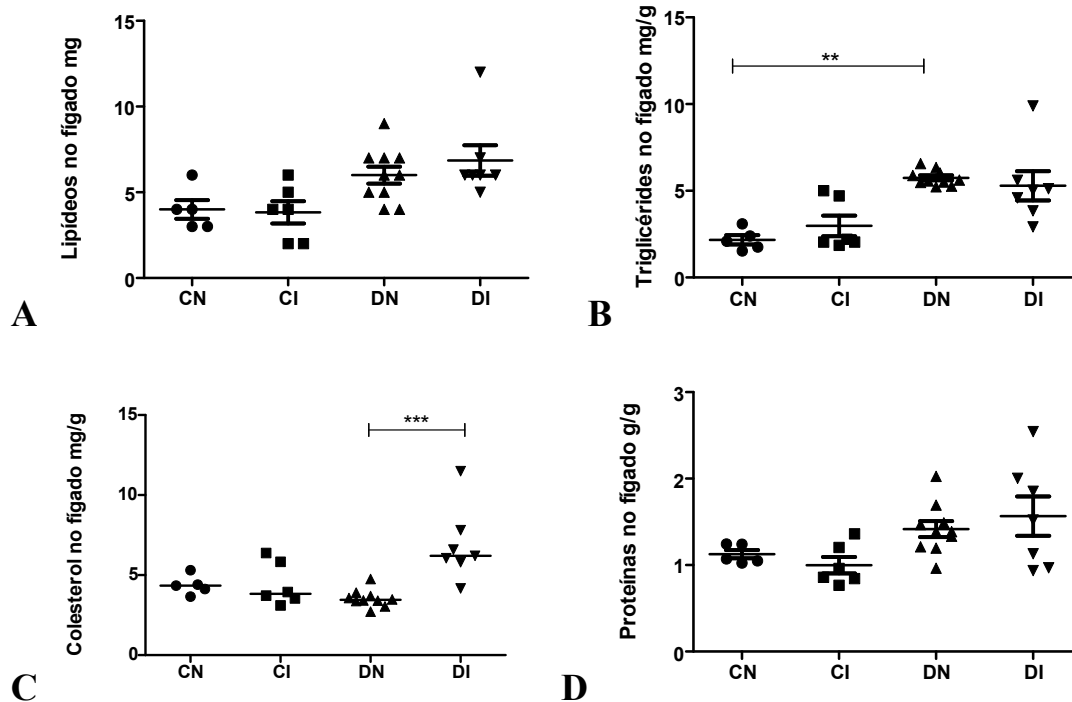 Lipídeos no fígado mg
15
10
5
0
CN CI DN DI
A
Triglicérides no fígado mg/g
15
10
5
0
**
CN CI DN DI
B
Colesterol no fígado mg/g
15
10
5
0
***
CN CI DN DI
C
Proteínas no fígado g/g
3
2
1
0
CN CI DN DI
D